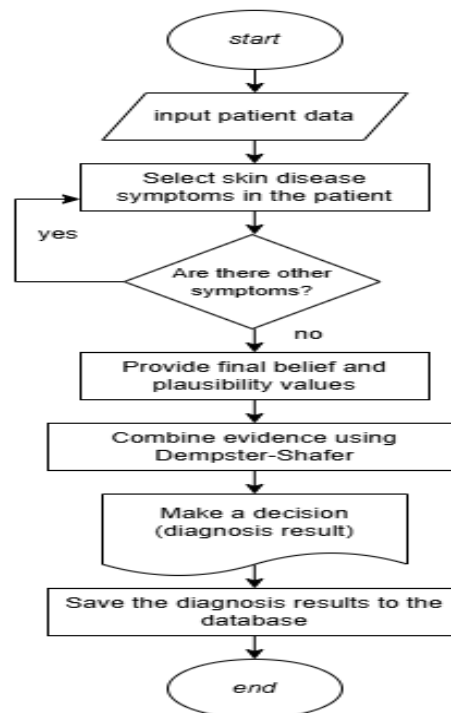 start
input patient data
Select skin disease
symptoms in the patient
yes
Are there other
symptoms?
no
Provide final belief and
plausibility values
Combine evidence using
Dempster-Shafer
Make a decision
(diagnosis result)
Save the diagnosis results to the
database
end